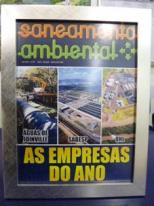 saneamento
ambiental
ÁGUAS DE
JOINVILLE
SABESP
AS EMPRESAS
DO ANO